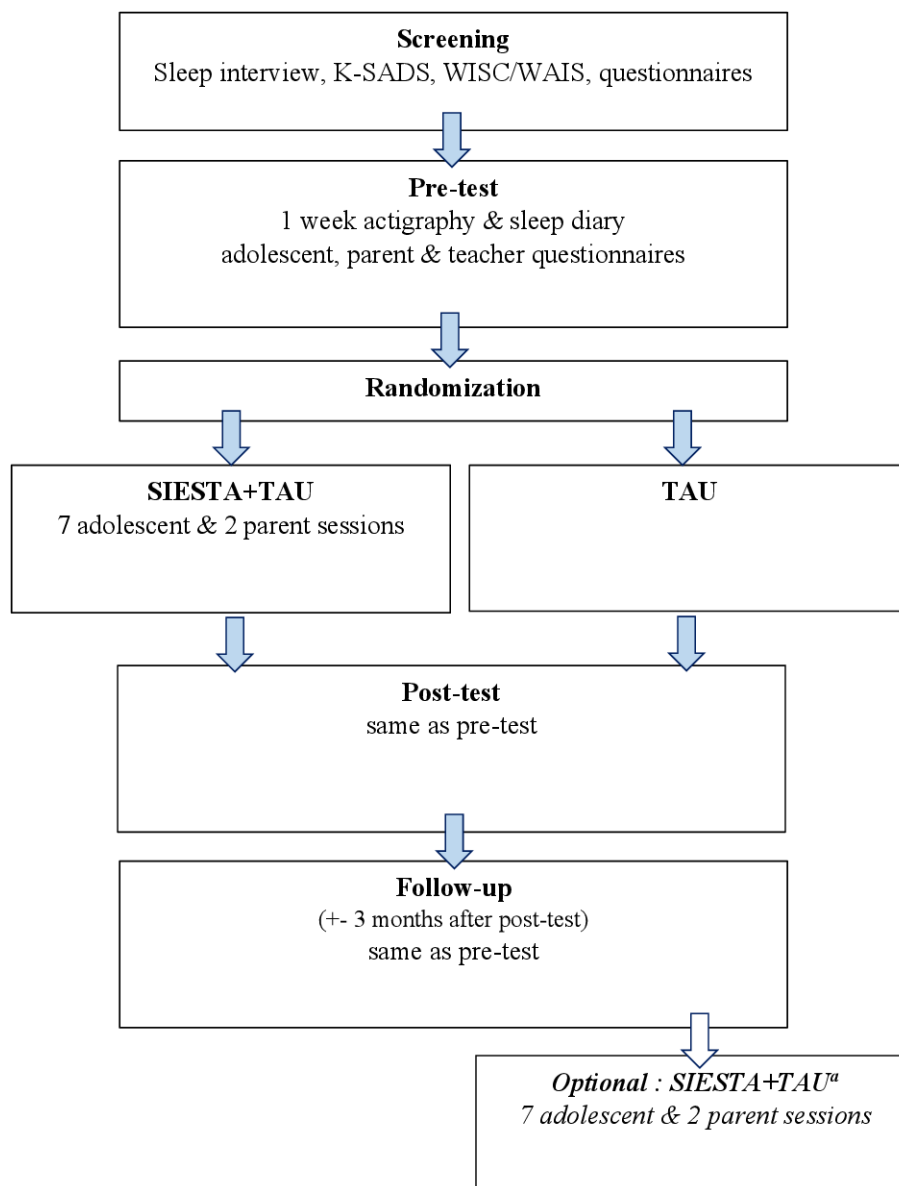 Screening
Sleep interview, K-SADS, WISC/WAIS, questionnaires
Pre-test
1 week actigraphy & sleep diary
adolescent, parent & teacher questionnaires
Randomization
SIESTA+TAU
7 adolescent & 2 parent sessions
TAU
Post-test
same as pre-test
Follow-up
(+- 3 months after post-test)
same as pre-test
Optional : SIESTA+TAUᵃ
7 adolescent & 2 parent sessions